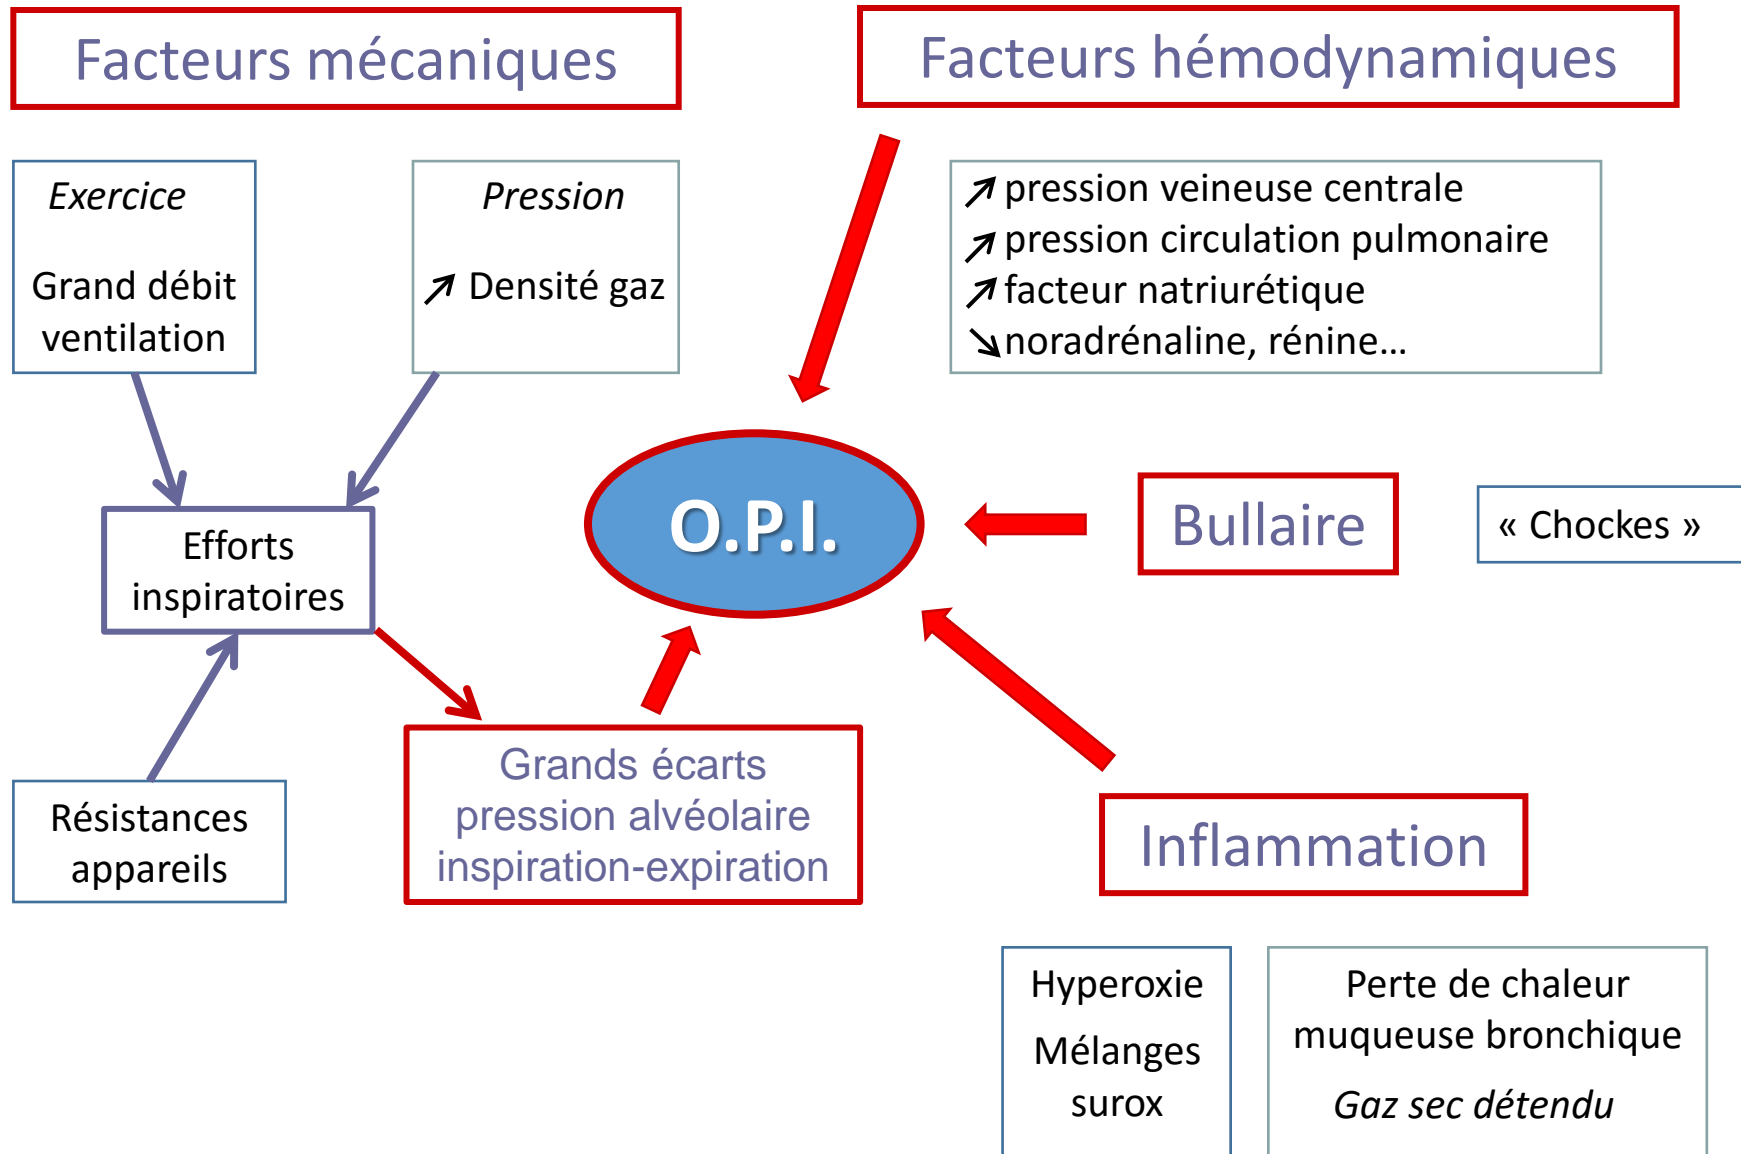 Facteurs mécaniques
Facteurs hémodynamiques
Exercice
Grand débit
ventilation
Pression
↗ Densité gaz
↗ pression veineuse centrale
↗ pression circulation pulmonaire
↗ facteur natriurétique
↘ noradrénaline, rénine...
Efforts
inspiratoires
O.P.I.
Bullaire
« Chockes »
Résistances
appareils
Grands écarts
pression alvéolaire
inspiration-expiration
Inflammation
Hyperoxie
Mélanges
surox
Perte de chaleur
muqueuse bronchique
Gaz sec détendu